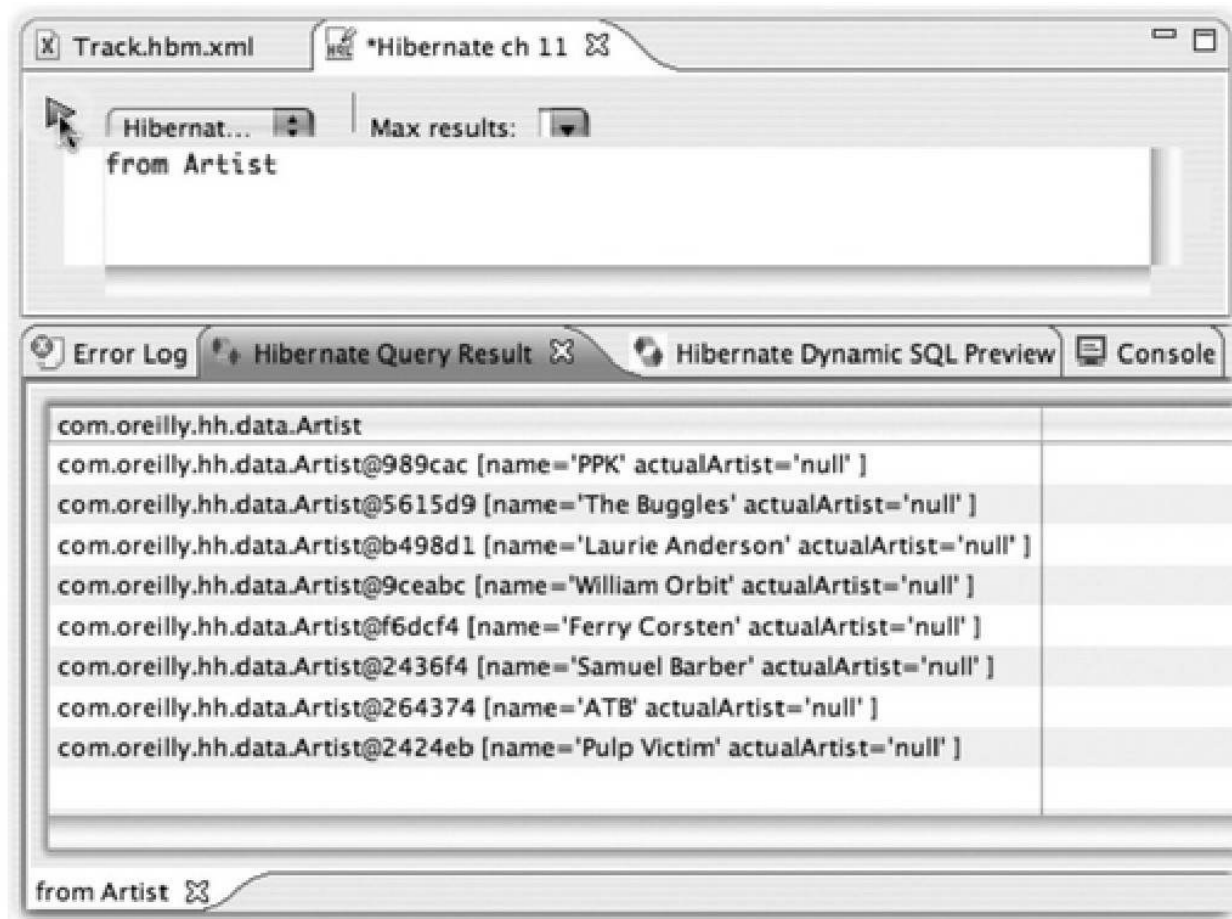 Track.hbm.xml *Hibernate ch 11
Hibernat... Max results:
from Artist
Error Log Hibernate Query Result Hibernate Dynamic SQL Preview Console
com.oreilly.hh.data.Artist
com.oreilly.hh.data.Artist@989cac [name='PPK' actualArtist='null' ]
com.oreilly.hh.data.Artist@5615d9 [name='The Buggles' actualArtist='null' ]
com.oreilly.hh.data.Artist@b498d1 [name='Laurie Anderson' actualArtist='null' ]
com.oreilly.hh.data.Artist@9ceabc [name='William Orbit' actualArtist='null' ]
com.oreilly.hh.data.Artist@f6dcf4 [name='Ferry Corsten' actualArtist='null' ]
com.oreilly.hh.data.Artist@2436f4 [name='Samuel Barber' actualArtist='null' ]
com.oreilly.hh.data.Artist@264374 [name='ATB' actualArtist='null' ]
com.oreilly.hh.data.Artist@2424eb [name='Pulp Victim' actualArtist='null' ]
from Artist